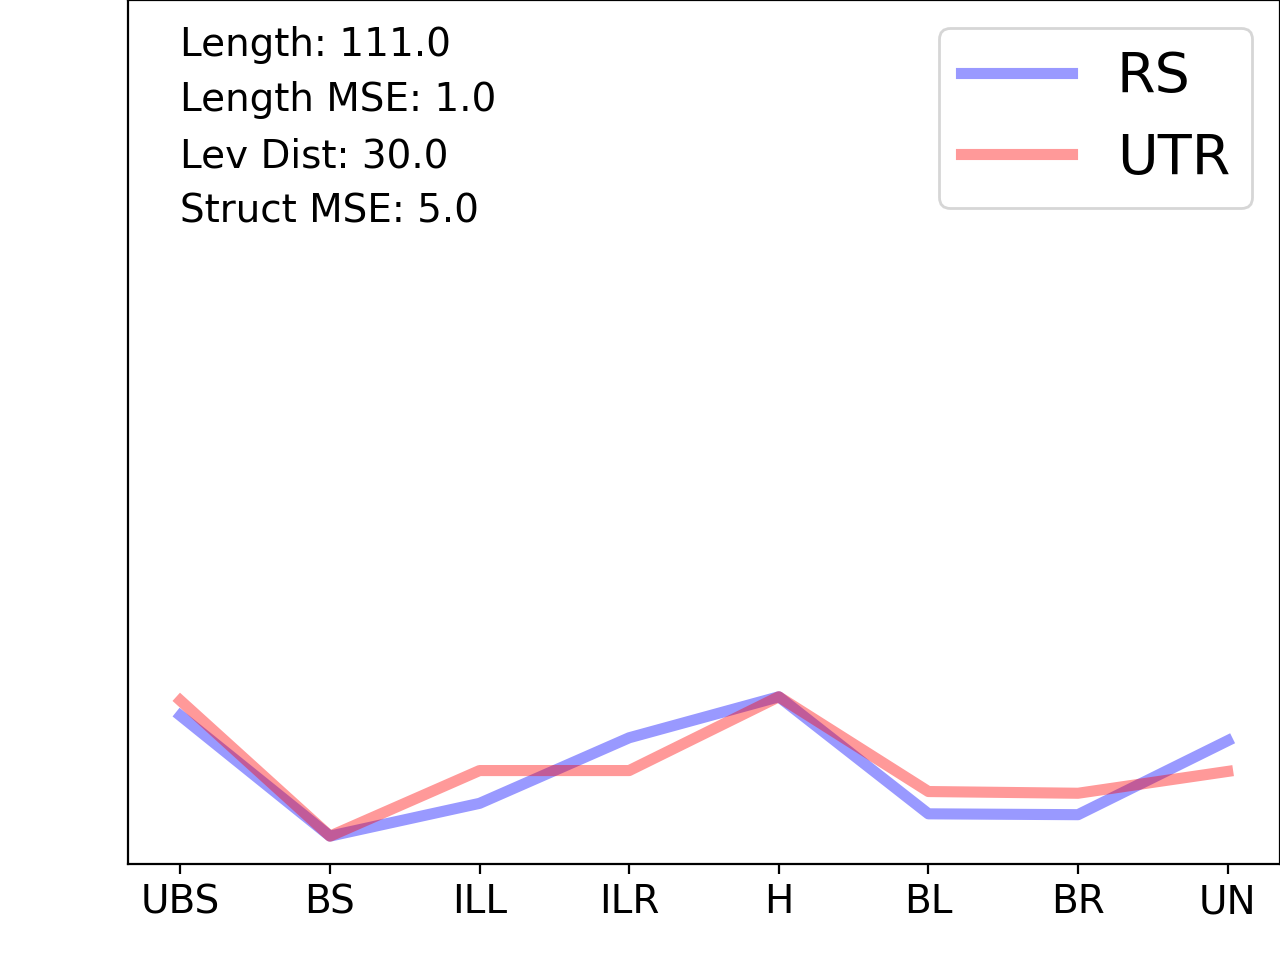 Length: 111.0
Length MSE: 1.0
Lev Dist: 30.0
Struct MSE: 5.0
RS
UTR
UBS BS ILL ILR H BL BR UN